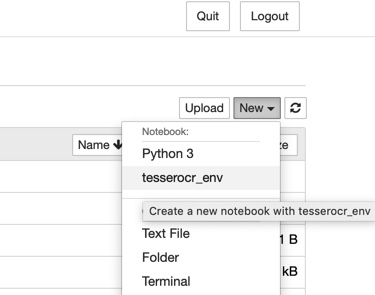 Quit Logout
Upload New
Notebook:
Name ze
Python 3
tesserocr_env
Create a new notebook with tesserocr_env
Text File 1 B
Folder
kB
Terminal